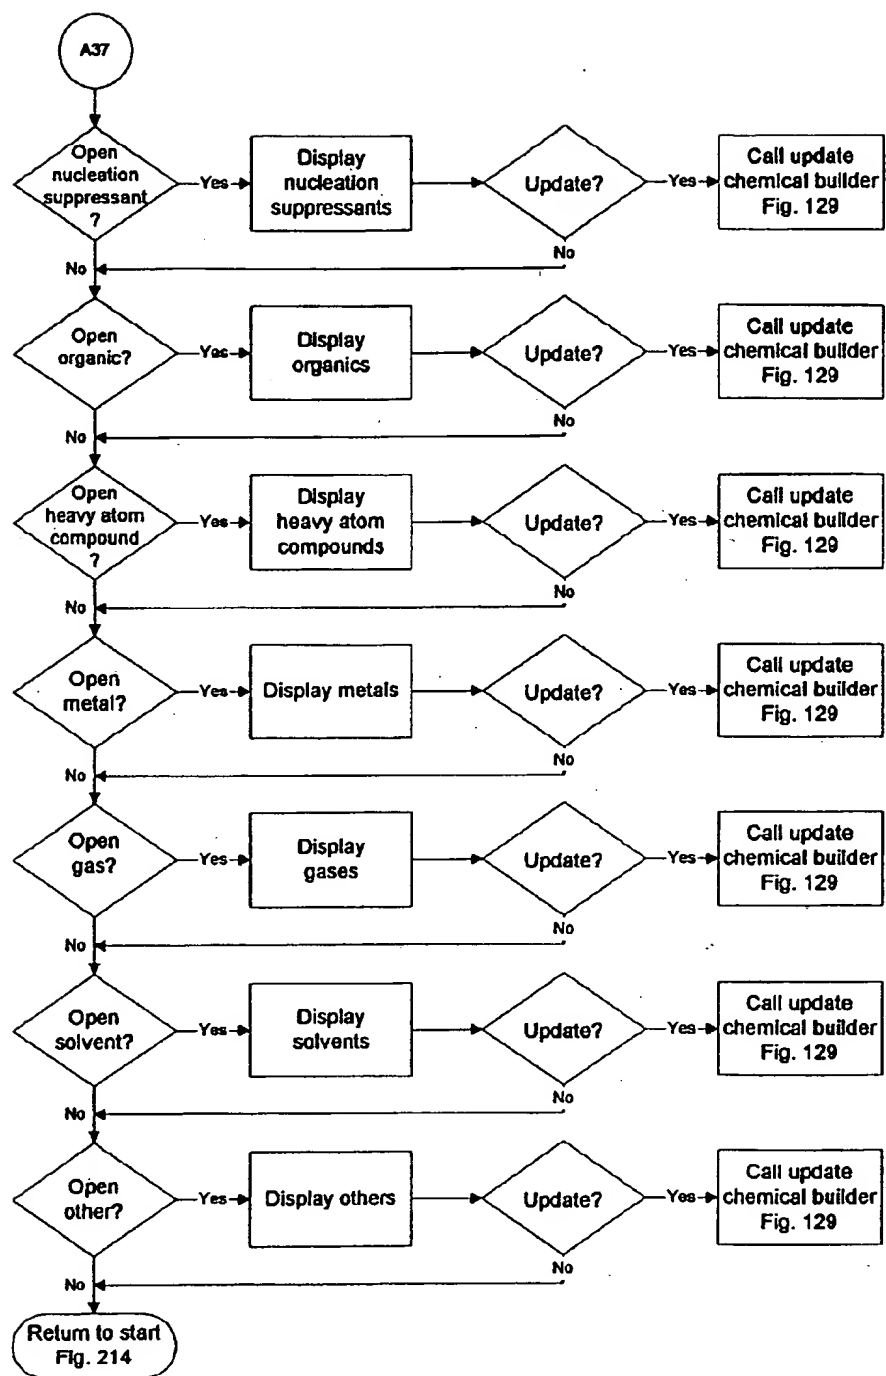 A37
Open
nucleation
suppressant
?
Yes
Display
nucleation
suppressants
Update?
Yes
Call update
chemical builder
Fig. 129
No
No
Open
organic?
Yes
Display
organics
Update?
Yes
Call update
chemical builder
Fig. 129
No
No
Open
heavy atom
compound
?
Yes
Display
heavy atom
compounds
Update?
Yes
Call update
chemical builder
Fig. 129
No
No
Open
metal?
Yes
Display metals
Update?
Yes
Call update
chemical builder
Fig. 129
No
No
Open
gas?
Yes
Display
gases
Update?
Yes
Call update
chemical builder
Fig. 129
No
No
Open
solvent?
Yes
Display
solvents
Update?
Yes
Call update
chemical builder
Fig. 129
No
No
Open
other?
Yes
Display others
Update?
Yes
Call update
chemical builder
Fig. 129
No
No
Return to start
Fig. 214